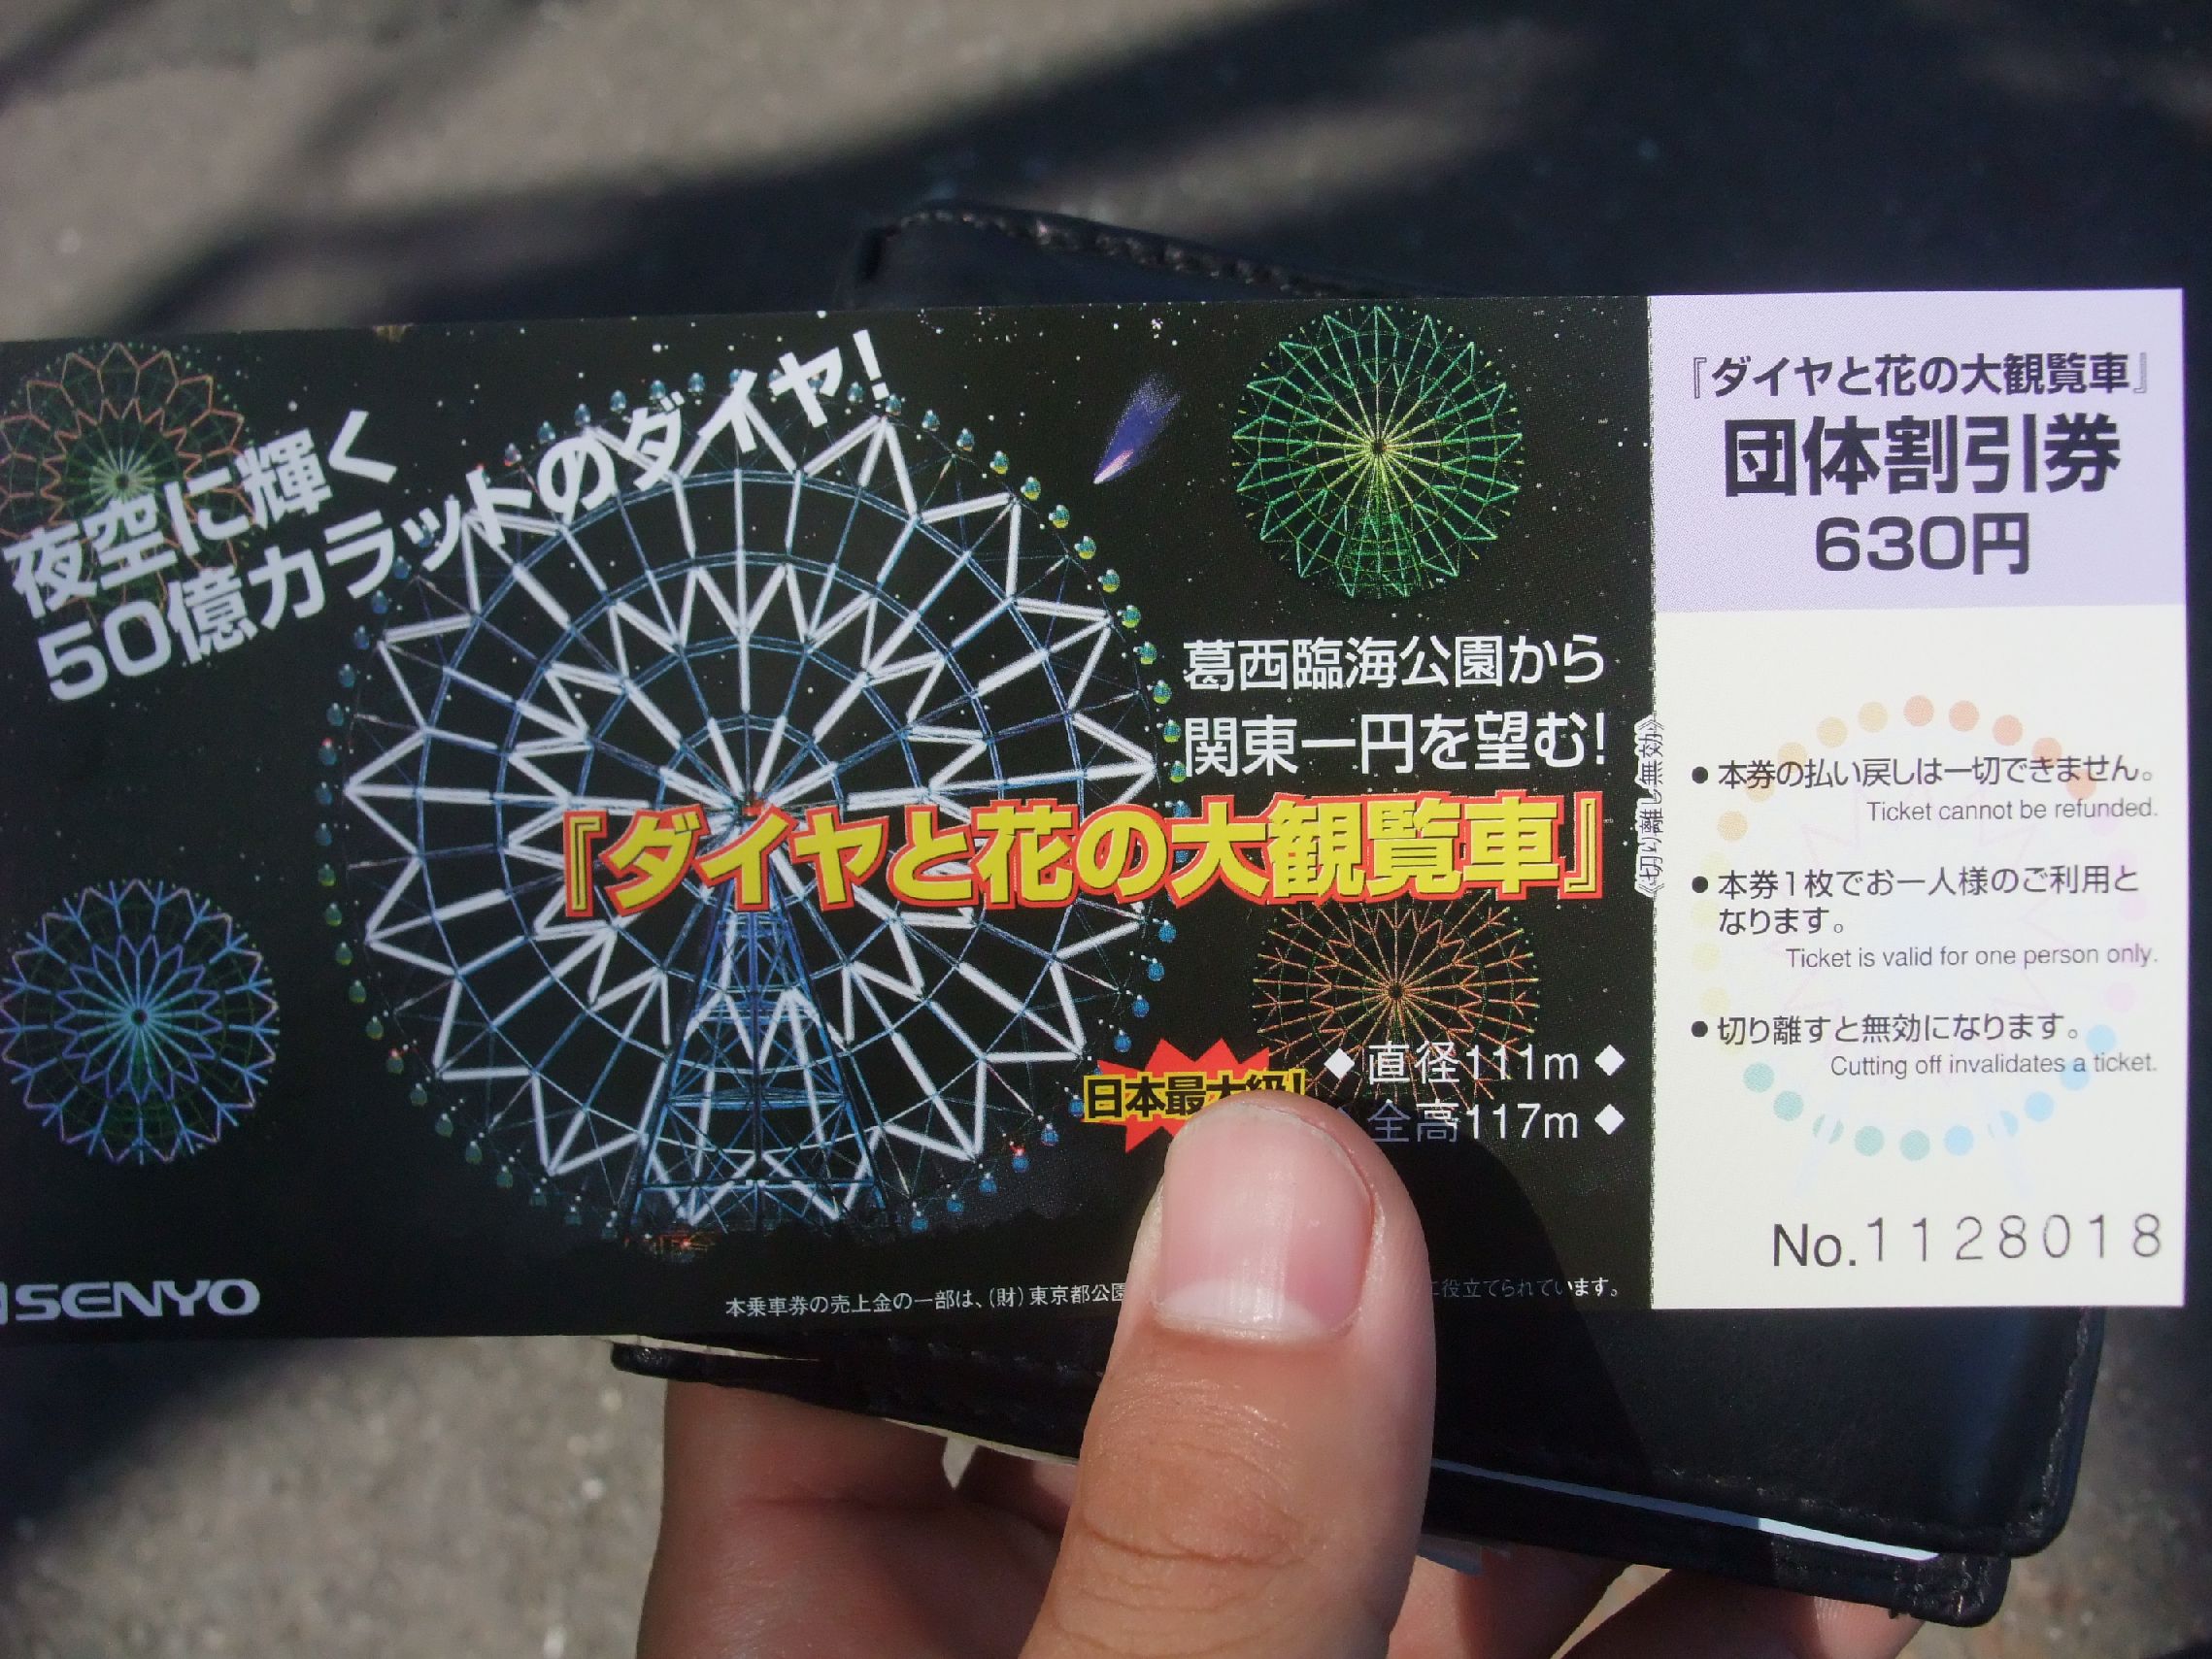 夜空に輝く
50億カラットのダイヤ!
葛西臨海公園から
関東一円を望む!
『ダイヤと花の大観覧車』
日本最大級!
◆ 直径111m ◆
全高117m ◆
SENYO
本乗車券の売上金の一部は、(財)東京都公園
に役立てられています。
《切り離し無効》
『ダイヤと花の大観覧車』
団体割引券
630円
● 本券の払い戻しは一切できません。
Ticket cannot be refunded.
● 本券1枚でお一人様のご利用と
なります。
Ticket is valid for one person only.
● 切り離すと無効になります。
Cutting off invalidates a ticket.
No.1128018